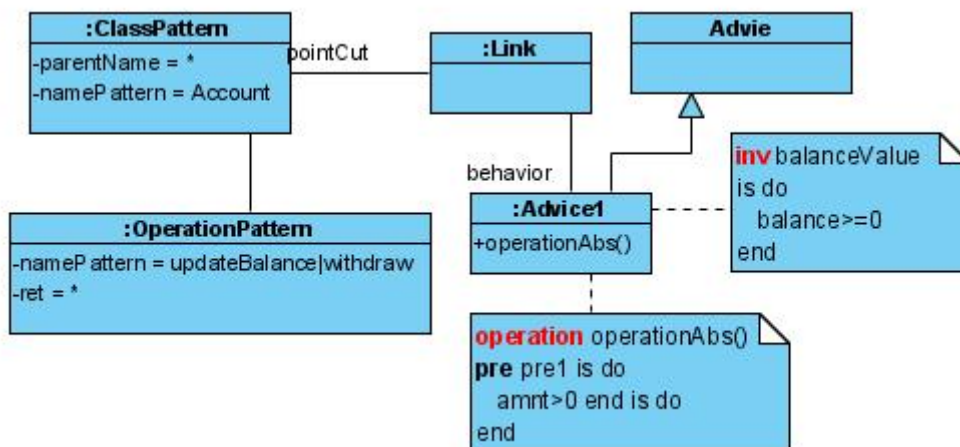 :ClassPattern
-parentName = *
-namePattern = Account
pointCut
:Link
Advie
:OperationPattern
-namePattern = updateBalance|withdraw
-ret = *
behavior
:Advice1
+operationAbs()
inv balanceValue
is do
balance>=0
end
operation operationAbs()
pre pre1 is do
amnt>0 end is do
end